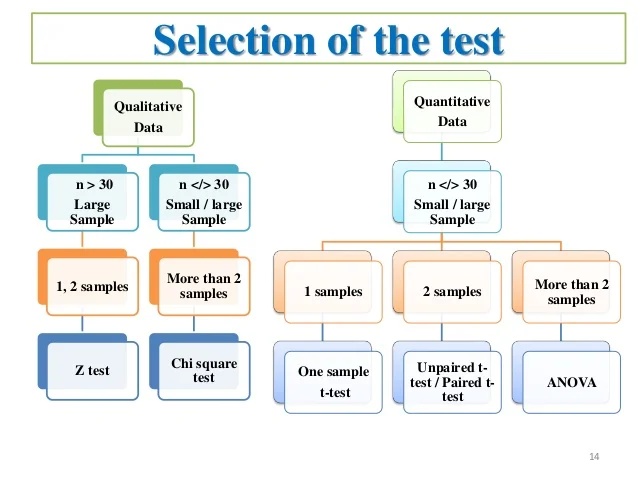 Selection of the test
Qualitative
Data
n > 30
Large
Sample
n </> 30
Small / large
Sample
1, 2 samples
More than 2
samples
Z test
Chi square
test
Quantitative
Data
n </> 30
Small / large
Sample
1 samples
2 samples
More than 2
samples
One sample
t-test
Unpaired t-
test / Paired t-
test
ANOVA
14